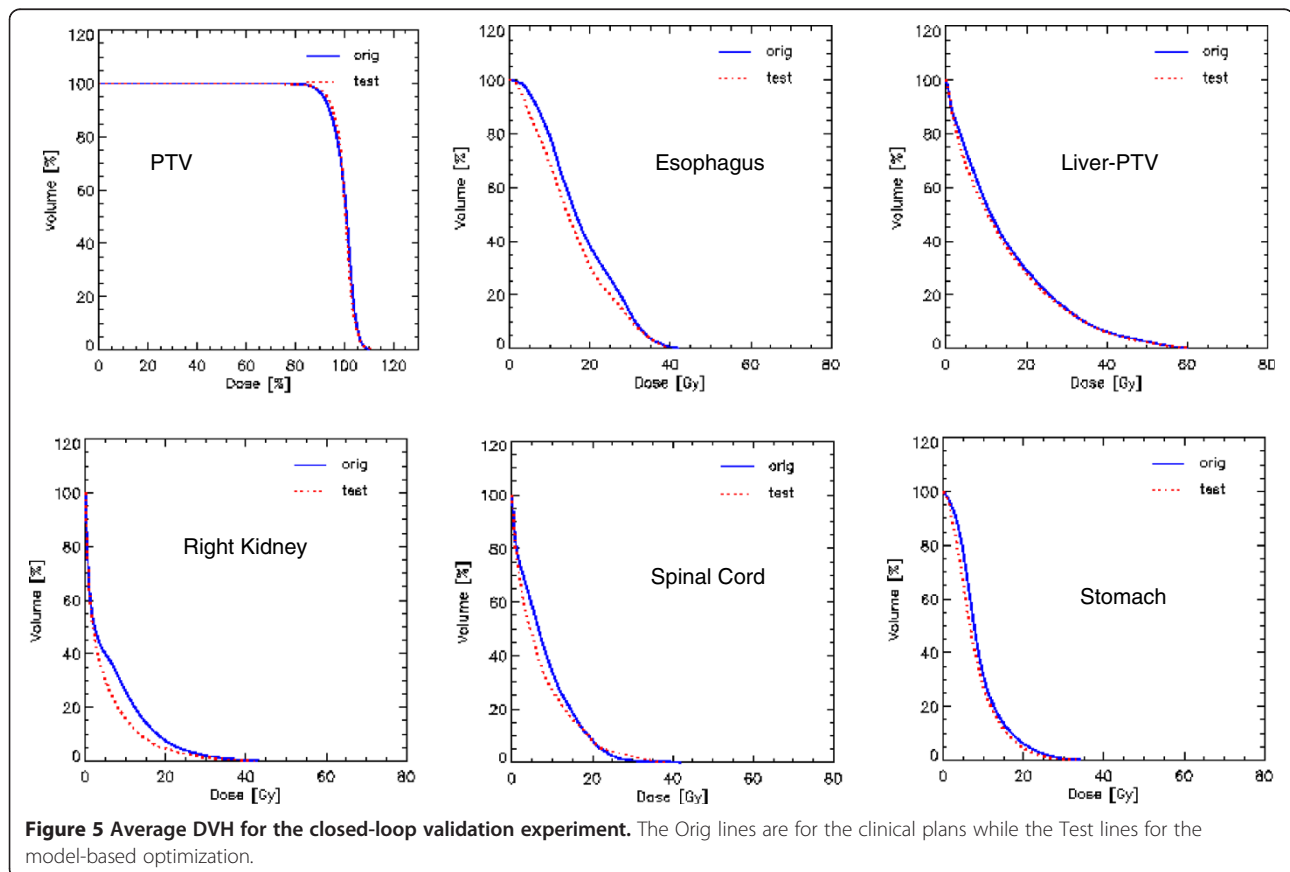 120
100
80
60
40
20
0
Volume [%]
orig
test
PTV
0 20 40 60 80 100 120
Dose [%]
120
100
80
60
40
20
0
Volume [%]
orig
test
Esophagus
0 20 40 60 80
Dose [Gy]
120
100
80
60
40
20
0
Volume [%]
orig
test
Liver-PTV
0 20 40 60 80
Dose [Gy]
120
100
80
60
40
20
0
Volume [%]
orig
test
Right Kidney
0 20 40 60 80
Dose [Gy]
120
100
80
60
40
20
0
Volume [%]
orig
test
Spinal Cord
0 20 40 60 80
Dose [Gy]
120
100
80
60
40
20
0
Volume [%]
orig
test
Stomach
0 20 40 60 80
Dose [Gy]
Figure 5 Average DVH for the closed-loop validation experiment. The Orig lines are for the clinical plans while the Test lines for the
model-based optimization.